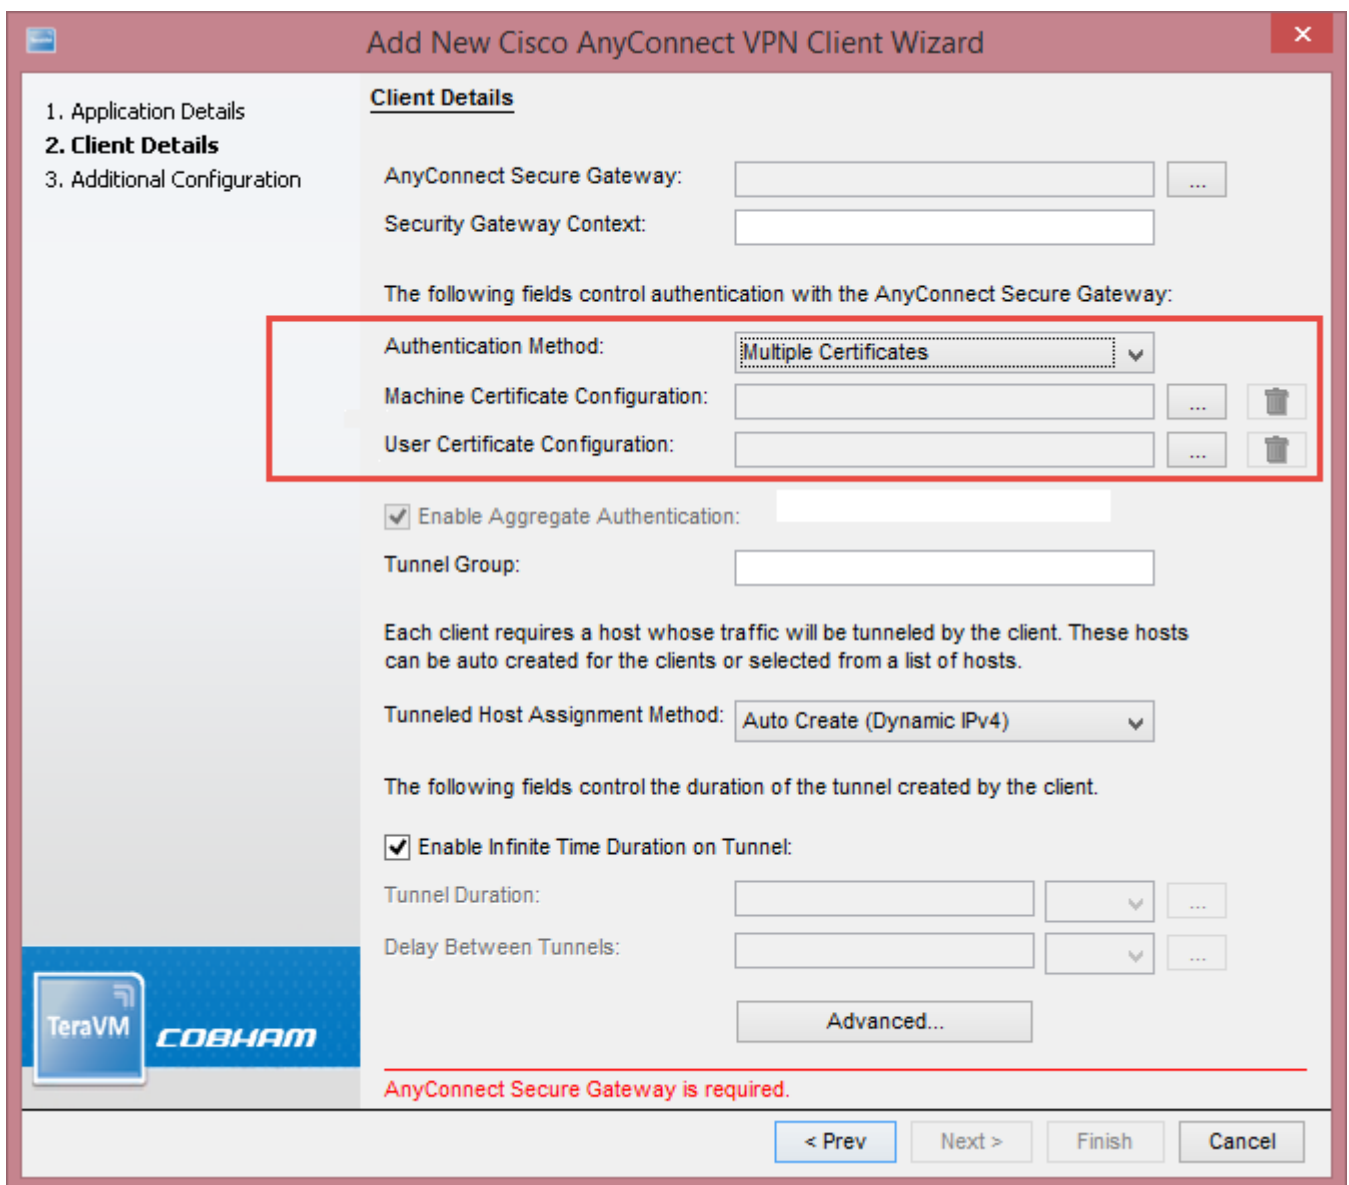 Add New Cisco AnyConnect VPN Client Wizard
1. Application Details
2. Client Details
3. Additional Configuration
Client Details
AnyConnect Secure Gateway:
...
Security Gateway Context:
The following fields control authentication with the AnyConnect Secure Gateway:
Authentication Method:
Multiple Certificates
Machine Certificate Configuration:
...
User Certificate Configuration:
...
Enable Aggregate Authentication:
Tunnel Group:
Each client requires a host whose traffic will be tunneled by the client. These hosts
can be auto created for the clients or selected from a list of hosts.
Tunneled Host Assignment Method:
Auto Create (Dynamic IPv4)
The following fields control the duration of the tunnel created by the client.
Enable Infinite Time Duration on Tunnel:
Tunnel Duration:
...
Delay Between Tunnels:
...
Advanced...
TeraVM
COBHAM
AnyConnect Secure Gateway is required.
< Prev
Next >
Finish
Cancel